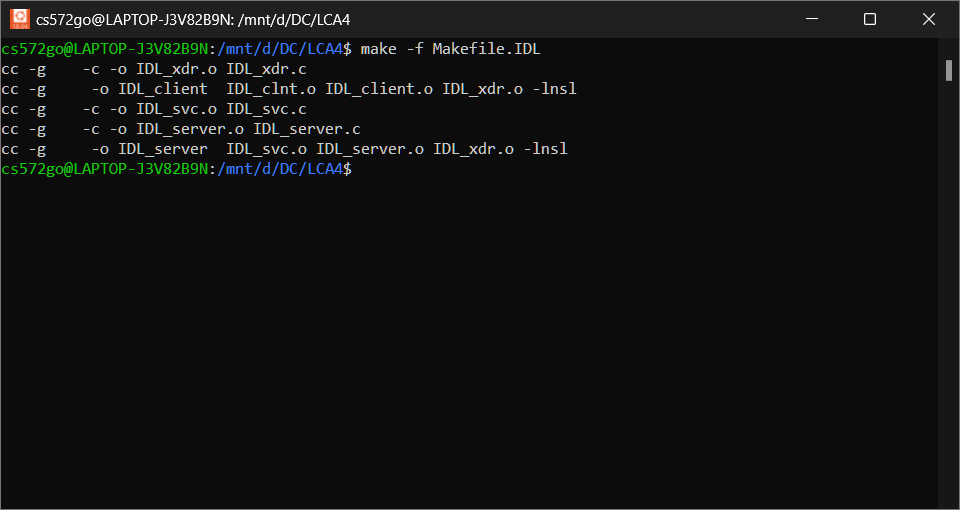 cs572go@LAPTOP-J3V82B9N: /mnt/d/DC/LCA4
cs572go@LAPTOP-J3V82B9N:/mnt/d/DC/LCA4$ make -f Makefile.IDL
cc -g    -c -o IDL_xdr.o IDL_xdr.c
cc -g     -o IDL_client  IDL_clnt.o IDL_client.o IDL_xdr.o -lnsl
cc -g    -c -o IDL_svc.o IDL_svc.c
cc -g    -c -o IDL_server.o IDL_server.c
cc -g     -o IDL_server  IDL_svc.o IDL_server.o IDL_xdr.o -lnsl
cs572go@LAPTOP-J3V82B9N:/mnt/d/DC/LCA4$